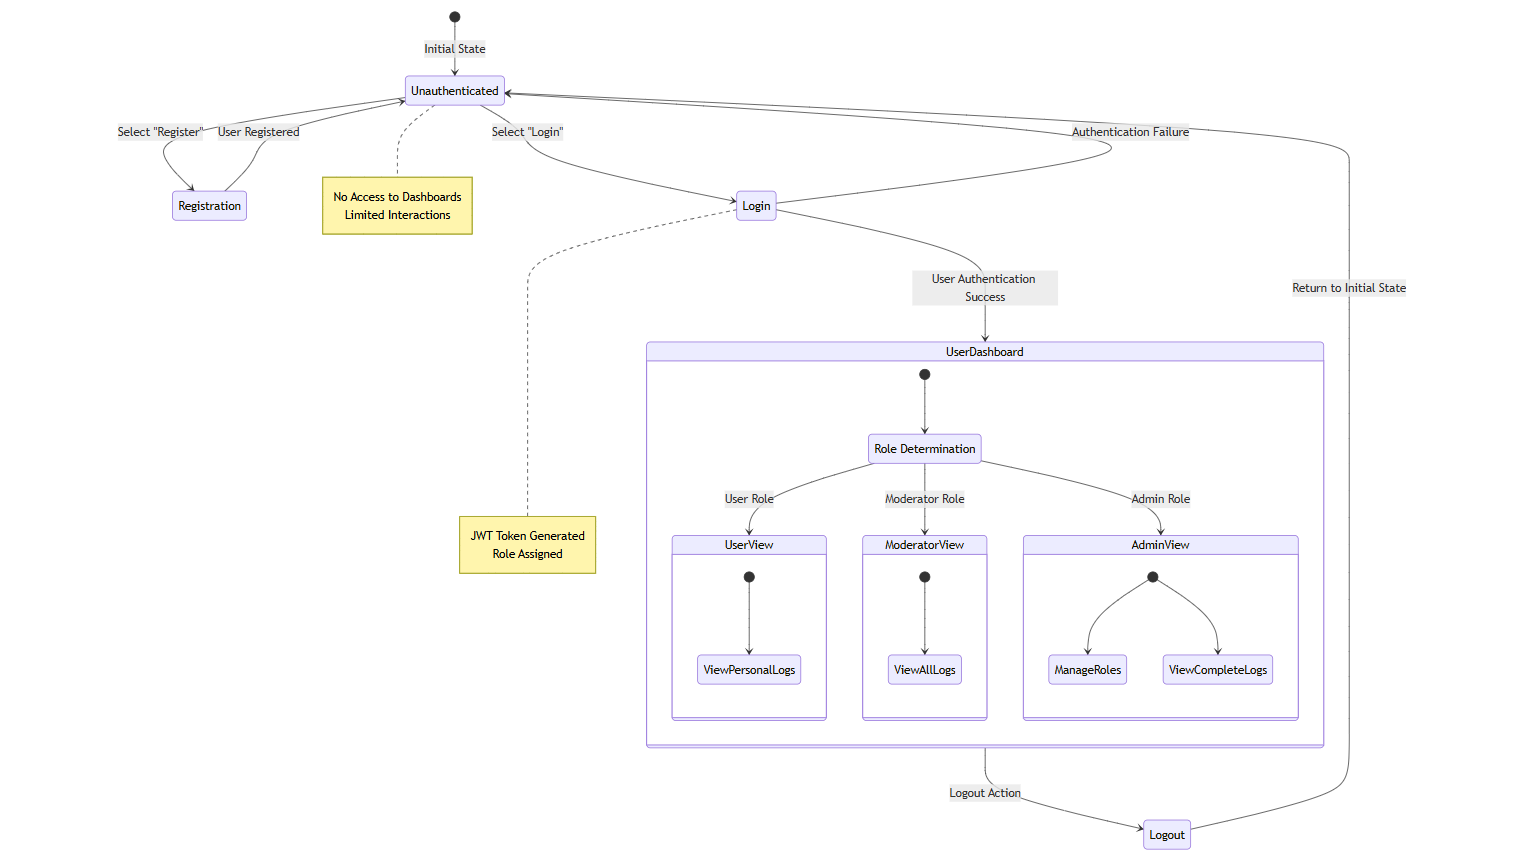 Initial State
Unauthenticated
Select "Register"
User Registered
Select "Login"
Authentication Failure
Registration
No Access to Dashboards
Limited Interactions
Login
User Authentication
Success
Return to Initial State
UserDashboard
Role Determination
User Role
Moderator Role
Admin Role
JWT Token Generated
Role Assigned
UserView
ModeratorView
AdminView
ViewPersonalLogs
ViewAllLogs
ManageRoles
ViewCompleteLogs
Logout Action
Logout